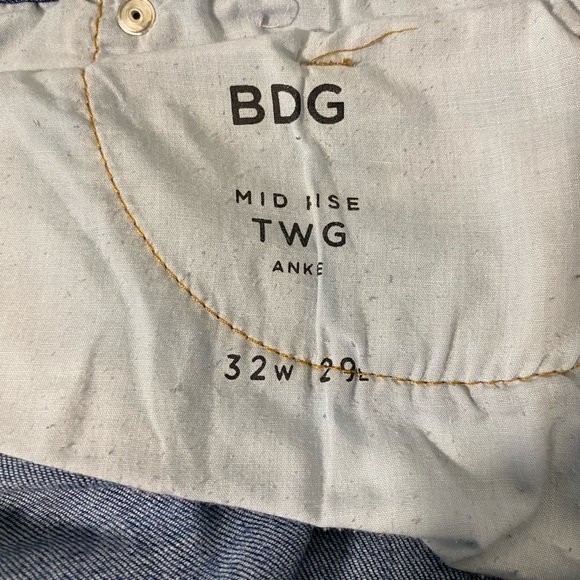 BDG
MID RISE
TWG
ANKE
32W 29L